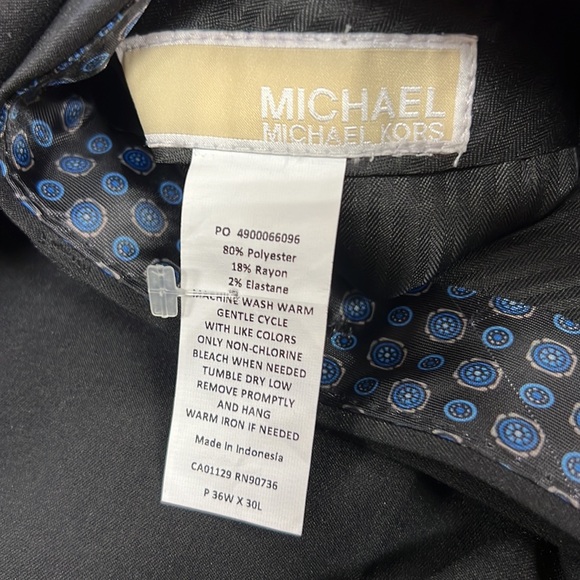 MICHAEL
MICHAEL KORS
PO 4900066096
80% Polyester
18% Rayon
2% Elastane
MACHINE WASH WARM
GENTLE CYCLE
WITH LIKE COLORS
ONLY NON-CHLORINE
BLEACH WHEN NEEDED
TUMBLE DRY LOW
REMOVE PROMPTLY
AND HANG
WARM IRON IF NEEDED
Made in Indonesia
CA01129 RN90736
P 36W X 30L